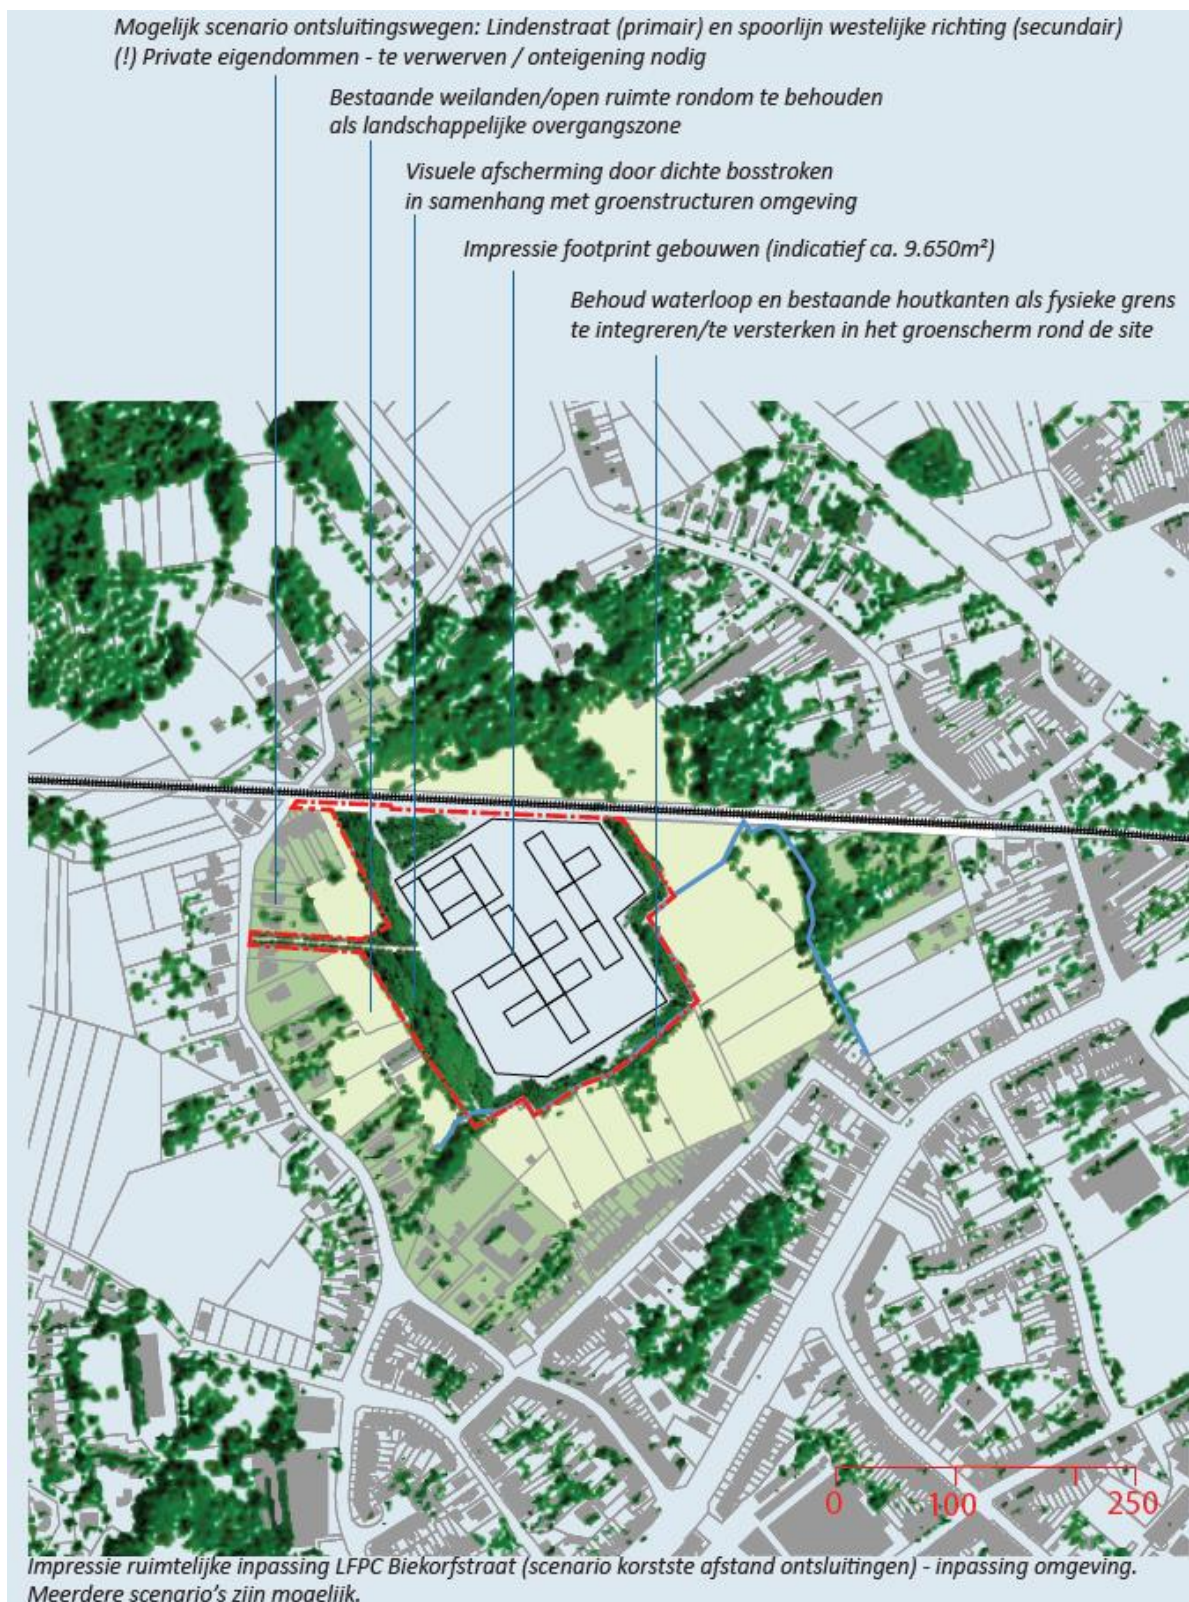 Mogelijk scenario ontsluitingswegen: Lindenstraat (primair) en spoorlijn westelijke richting (secundair)
(!) Private eigendommen - te verwerven / onteigening nodig
Bestaande weilanden/open ruimte rondom te behouden
als landschappelijke overgangszone
Visuele afscherming door dichte bosstroken
in samenhang met groenstructuren omgeving
Impressie footprint gebouwen (indicatief ca. 9.650m²)
Behoud waterloop en bestaande houtkanten als fysieke grens
te integreren/te versterken in het groenscherm rond de site
0 100 250
Impressie ruimtelijke inpassing LFPC Biekorfstraat (scenario korstste afstand ontsluitingen) - inpassing omgeving.
Meerdere scenario's zijn mogelijk.